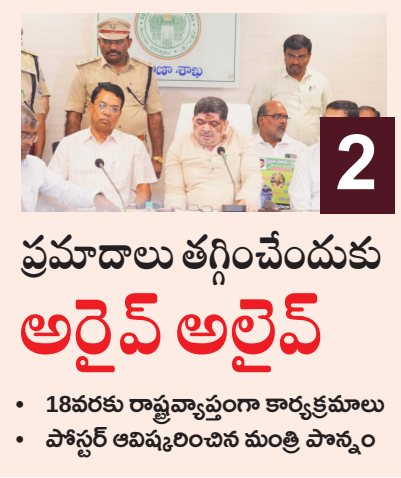 ణా శాఖ
2
ప్రమాదాలు తగ్గించేందుకు
అరైవ్ అలైవ్
• 18వరకు రాష్ట్రవ్యాప్తంగా కార్యక్రమాలు
• పోస్టర్ ఆవిష్కరించిన మంత్రి పొన్నం